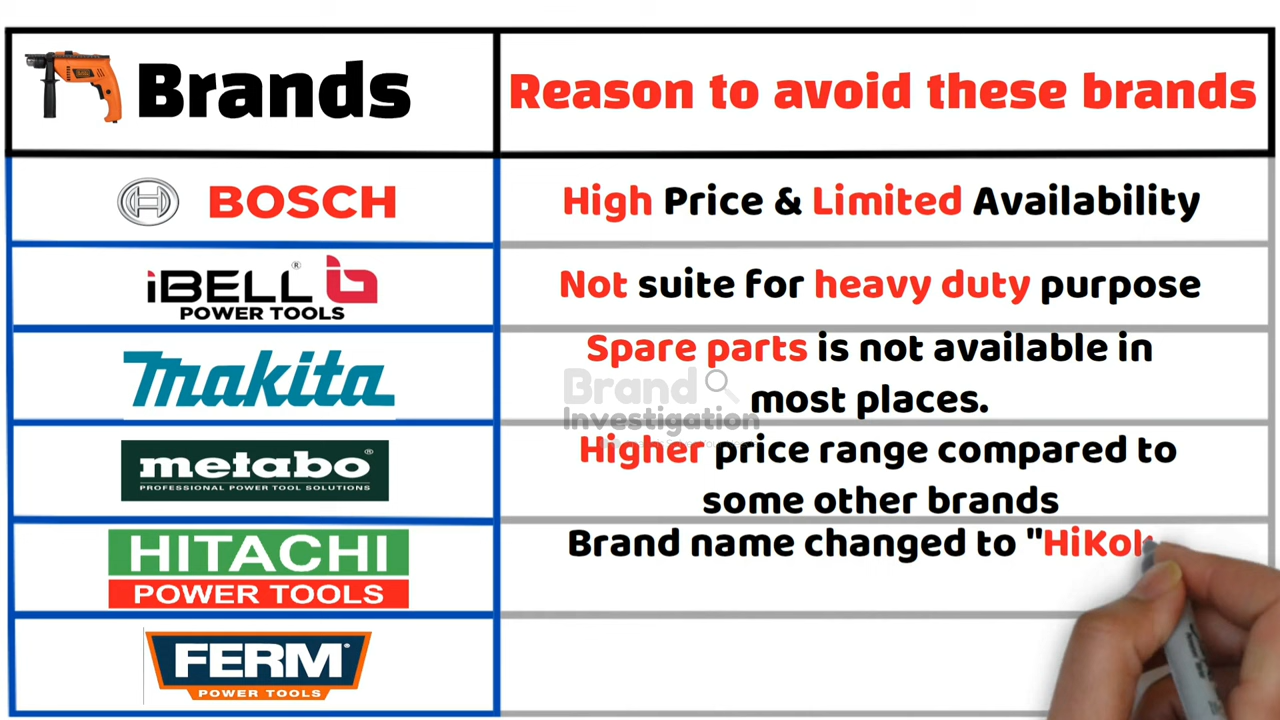 Brands
Reason to avoid these brands
BOSCH
High Price & Limited Availability
iBELL®
POWER TOOLS
Not suite for heavy duty purpose
makita
Spare parts is not available in
most places.
Brand
Investigation
metabo®
PROFESSIONAL POWER TOOL SOLUTIONS
Higher price range compared to
some other brands
HITACHI
POWER TOOLS
Brand name changed to "HiKok
FERM®
POWER TOOLS